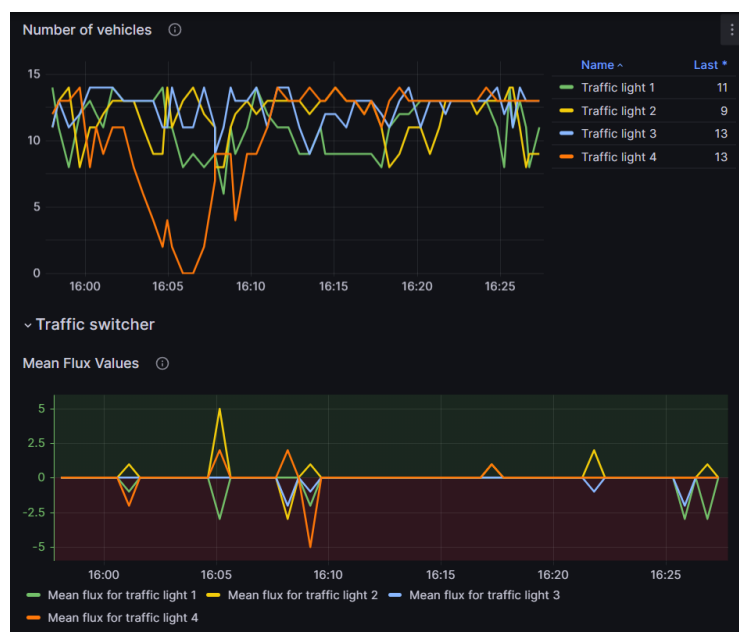 Number of vehicles
Name Last *
15
10
5
0
16:00 16:05 16:10 16:15 16:20 16:25
Traffic light 1 11
Traffic light 2 9
Traffic light 3 13
Traffic light 4 13
Traffic switcher
Mean Flux Values
5
2.5
0
-2.5
-5
16:00 16:05 16:10 16:15 16:20 16:25
Mean flux for traffic light 1 Mean flux for traffic light 2 Mean flux for traffic light 3
Mean flux for traffic light 4